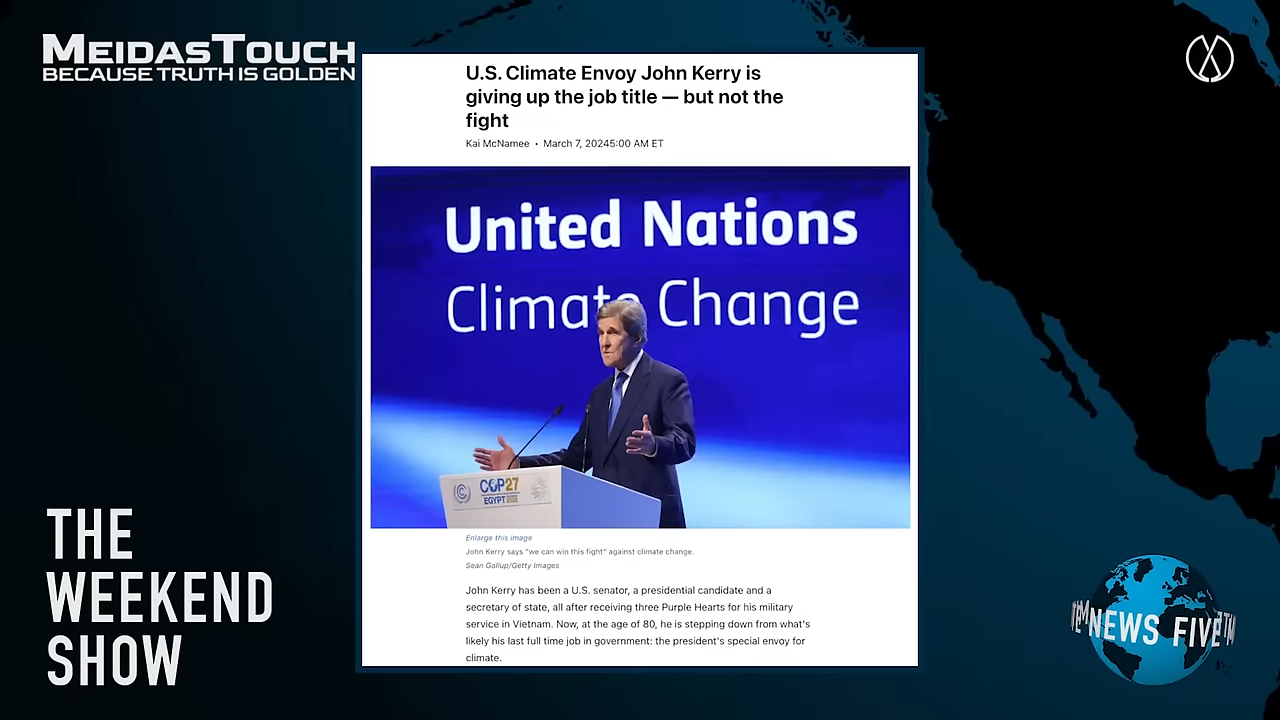 MEIDASTOUCH
BECAUSE TRUTH IS GOLDEN
U.S. Climate Envoy John Kerry is
giving up the job title — but not the
fight
Kai McNamee • March 7, 20245:00 AM ET
United Nations
Climate Change
COP27
EGYPT
Enlarge this image
John Kerry says "we can win this fight" against climate change.
Sean Gallup/Getty Images
John Kerry has been a U.S. senator, a presidential candidate and a
secretary of state, all after receiving three Purple Hearts for his military
service in Vietnam. Now, at the age of 80, he is stepping down from what's
likely his last full time job in government: the president's special envoy for
climate.
THE
WEEKEND
SHOW
NEWS FIVE